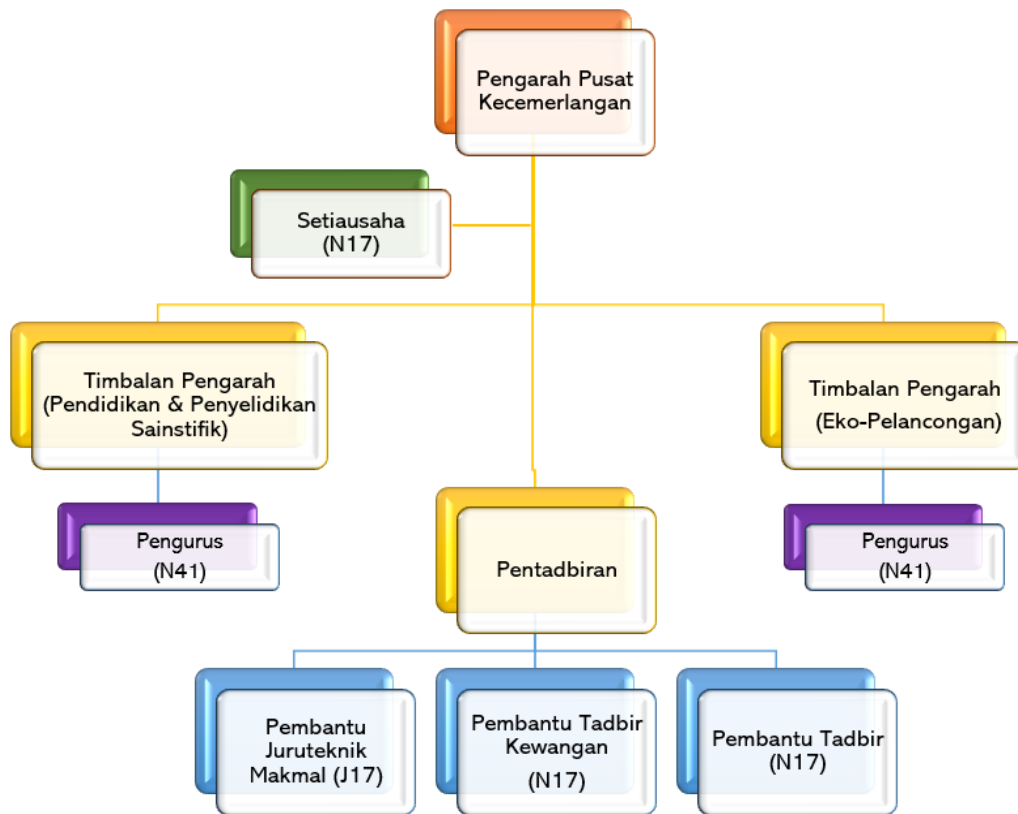 Pengarah Pusat
Kecemerlangan
Setiausaha
(N17)
Timbalan Pengarah
(Pendidikan & Penyelidikan
Sainstifik)
Timbalan Pengarah
(Eko-Pelancongan)
Pengurus
(N41)
Pengurus
(N41)
Pentadbiran
Pembantu
Juruteknik
Makmal (J17)
Pembantu Tadbir
Kewangan
(N17)
Pembantu Tadbir
(N17)